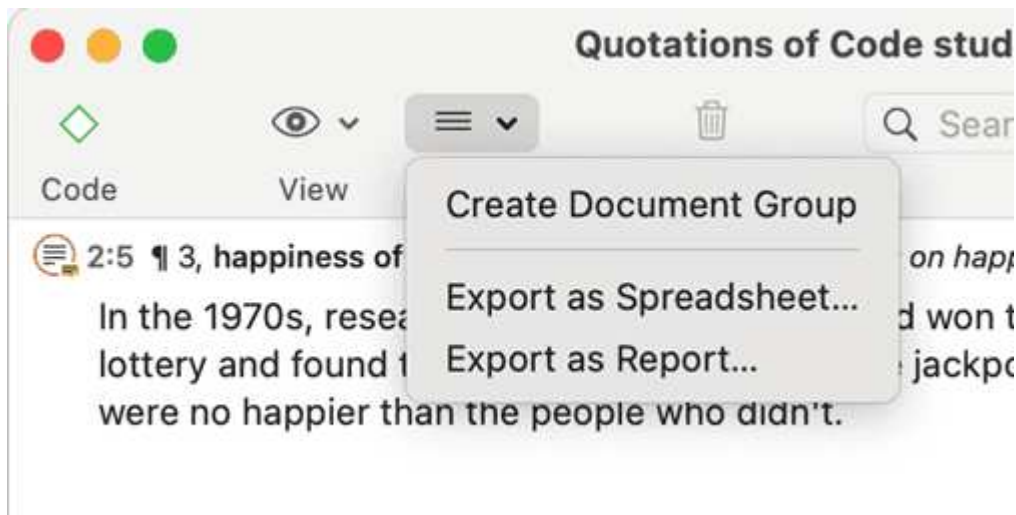 Quotations of Code stud
Sear
Code View
Create Document Group
2:5 ¶ 3, happiness of on happ
Export as Spreadsheet...
In the 1970s, resea d won t
Export as Report...
lottery and found jackpo
were no happier than the people who didn't.